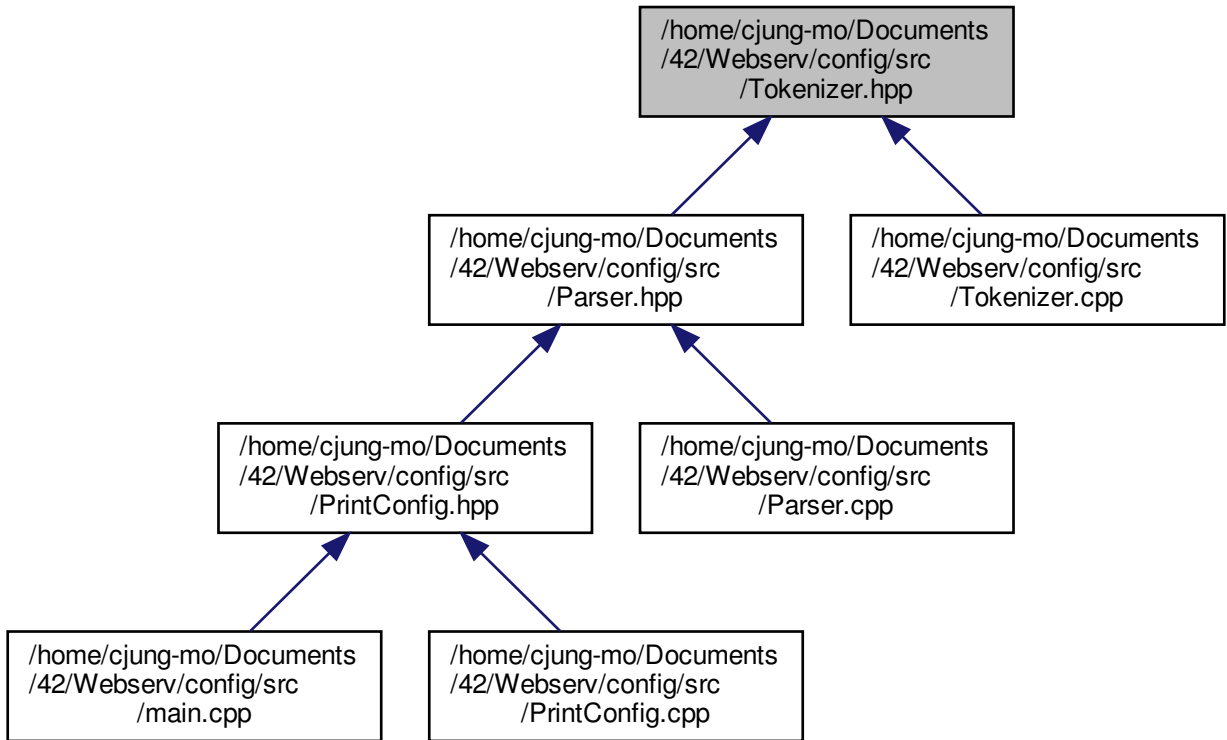 /home/cjung-mo/Documents
/42/Webserv/config/src
/Tokenizer.hpp
/home/cjung-mo/Documents
/42/Webserv/config/src
/Parser.hpp
/home/cjung-mo/Documents
/42/Webserv/config/src
/Tokenizer.cpp
/home/cjung-mo/Documents
/42/Webserv/config/src
/PrintConfig.hpp
/home/cjung-mo/Documents
/42/Webserv/config/src
/Parser.cpp
/home/cjung-mo/Documents
/42/Webserv/config/src
/main.cpp
/home/cjung-mo/Documents
/42/Webserv/config/src
/PrintConfig.cpp